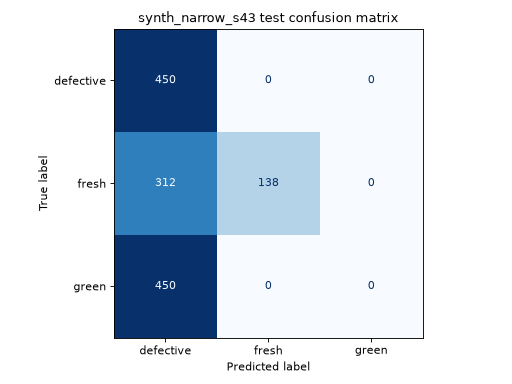 synth_narrow_s43 test confusion matrix
True label
defective
450 0 0
fresh
312 138 0
green
450 0 0
defective fresh green
Predicted label